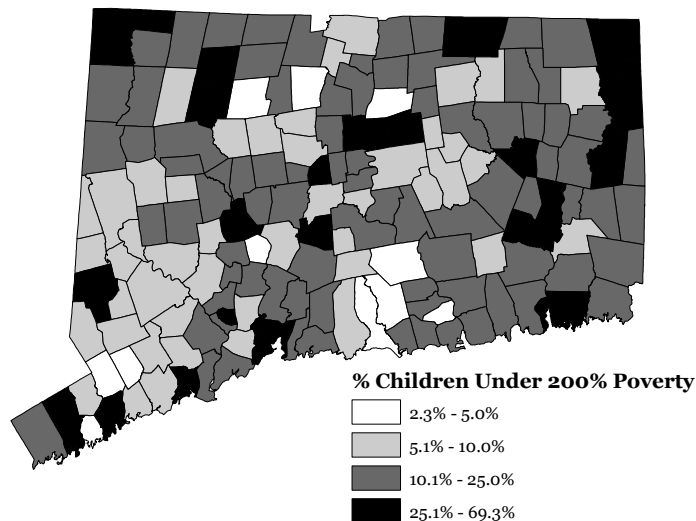 % Children Under 200% Poverty
2.3% - 5.0%
5.1% - 10.0%
10.1% - 25.0%
25.1% - 69.3%